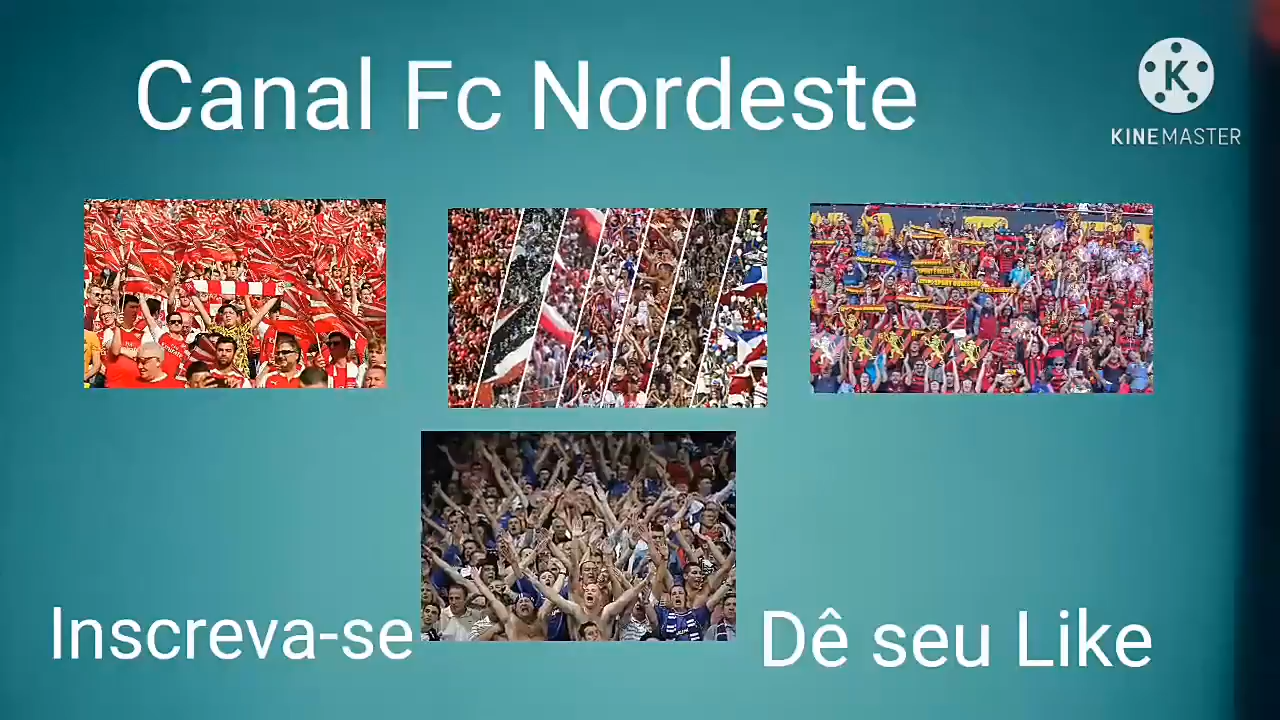 Canal Fc Nordeste
K
KINEMASTER
Inscreva-se
Dê seu Like